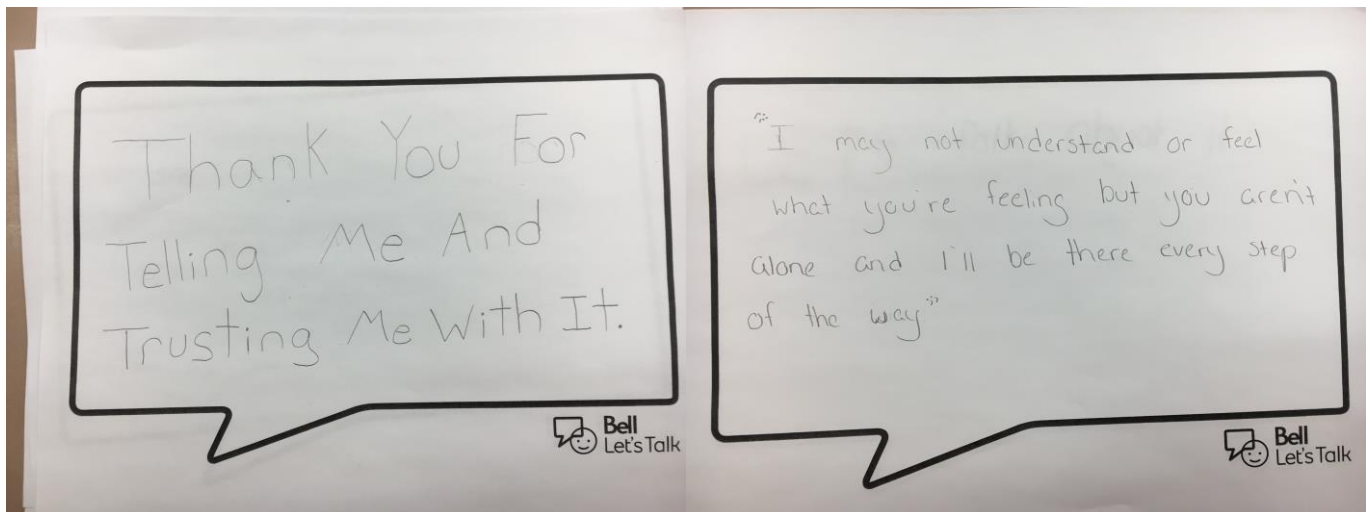 Thank You For
Telling Me And
Trusting Me With It.
Bell
Let's Talk
"I may not understand or feel
what you're feeling but you aren't
alone and I'll be there every step
of the way"
Bell
Let's Talk